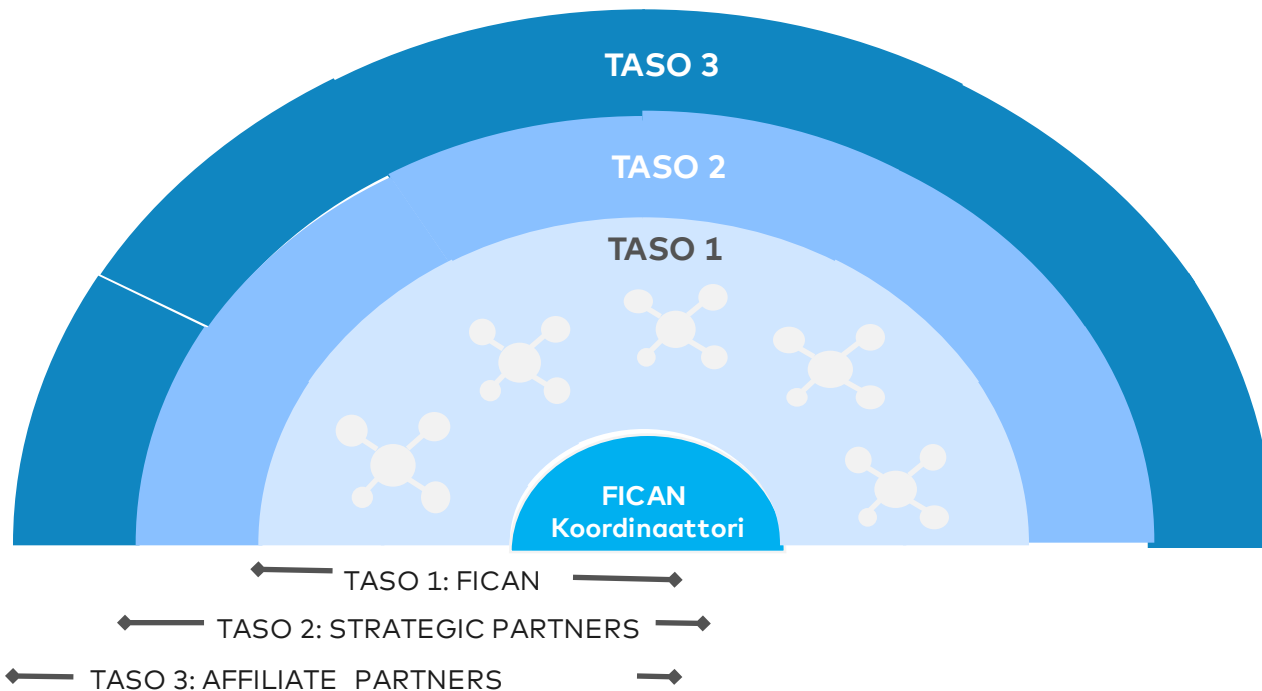 TASO 3
TASO 2
TASO 1
FICAN
Koordinaattori
TASO 1: FICAN
TASO 2: STRATEGIC PARTNERS
TASO 3: AFFILIATE PARTNERS